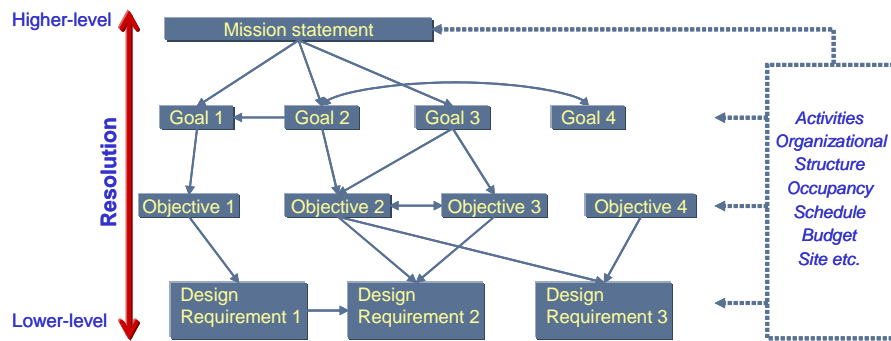 Higher-level
Mission statement
Goal 1
Goal 2
Goal 3
Goal 4
Resolution
Activities
Organizational
Structure
Occupancy
Schedule
Budget
Site etc.
Objective 1
Objective 2
Objective 3
Objective 4
Design
Requirement 1
Design
Requirement 2
Design
Requirement 3
Lower-level